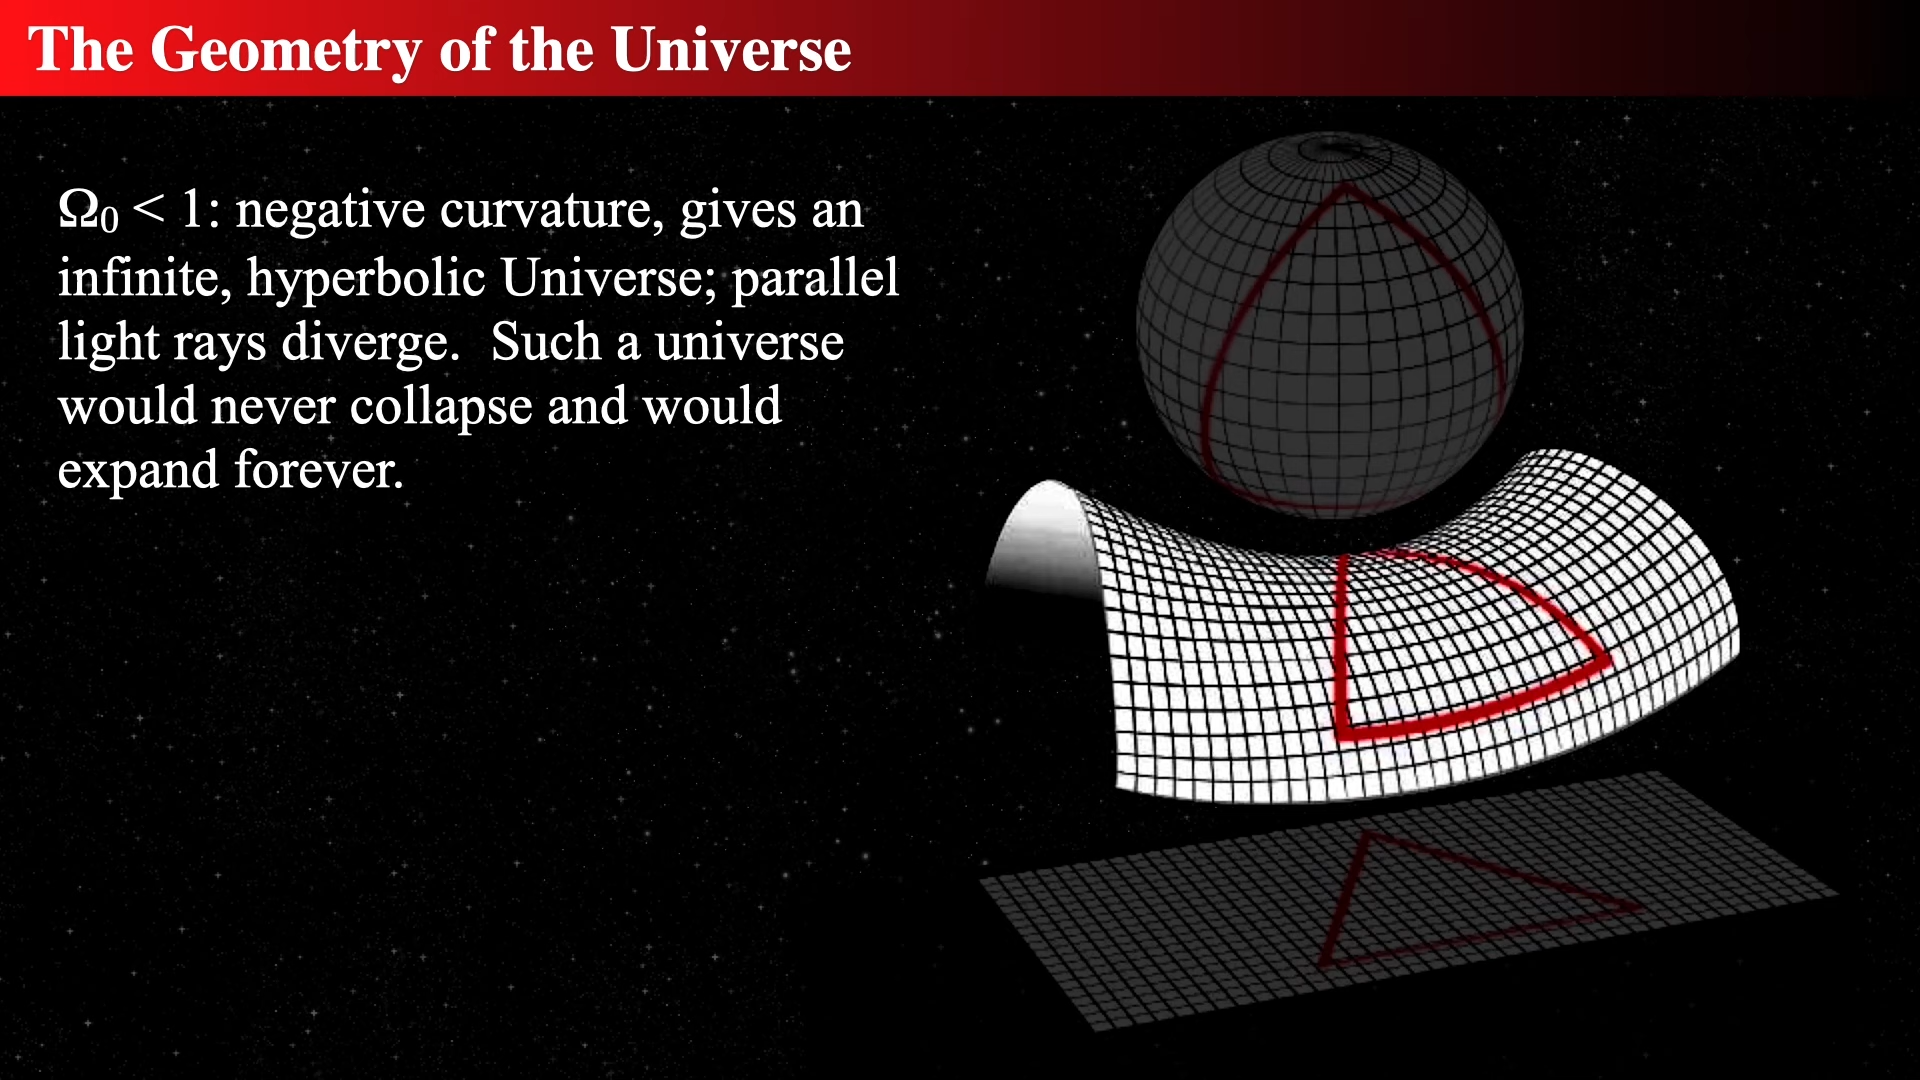 The Geometry of the Universe
Ω₀ < 1: negative curvature, gives an
infinite, hyperbolic Universe; parallel
light rays diverge.  Such a universe
would never collapse and would
expand forever.